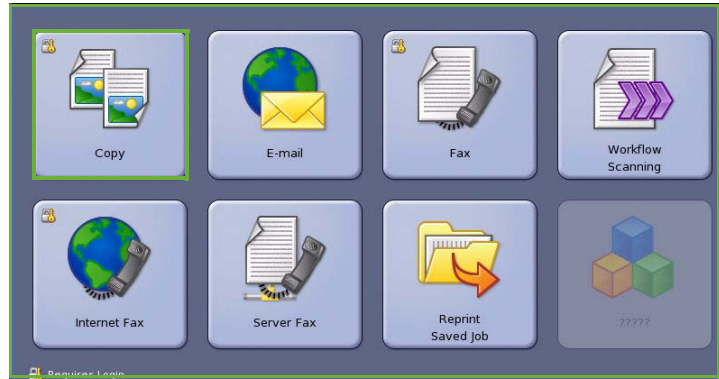 Copy
E-mail
Fax
Workflow
Scanning
Internet Fax
Server Fax
Reprint
Saved Job
?????
Requires Login